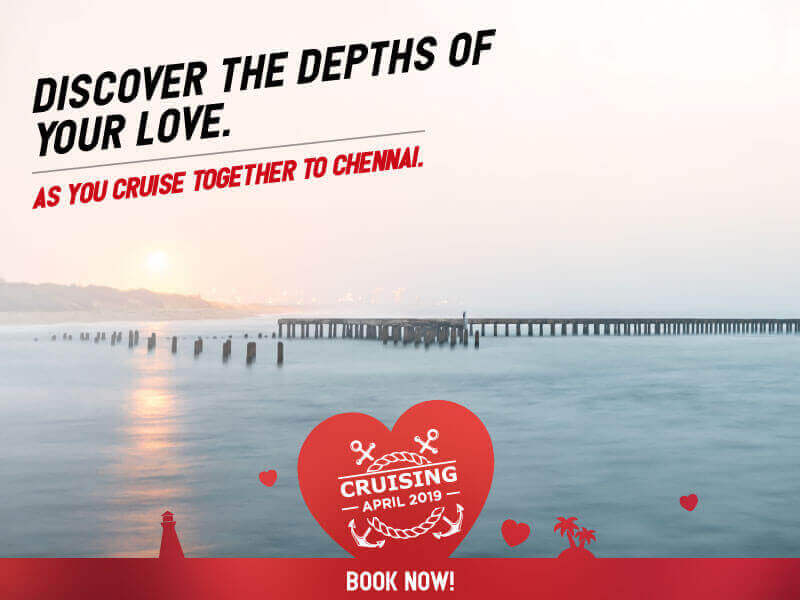 DISCOVER THE DEPTHS OF
YOUR LOVE.
AS YOU CRUISE TOGETHER TO CHENNAI.
CRUISING
APRIL 2019
BOOK NOW!